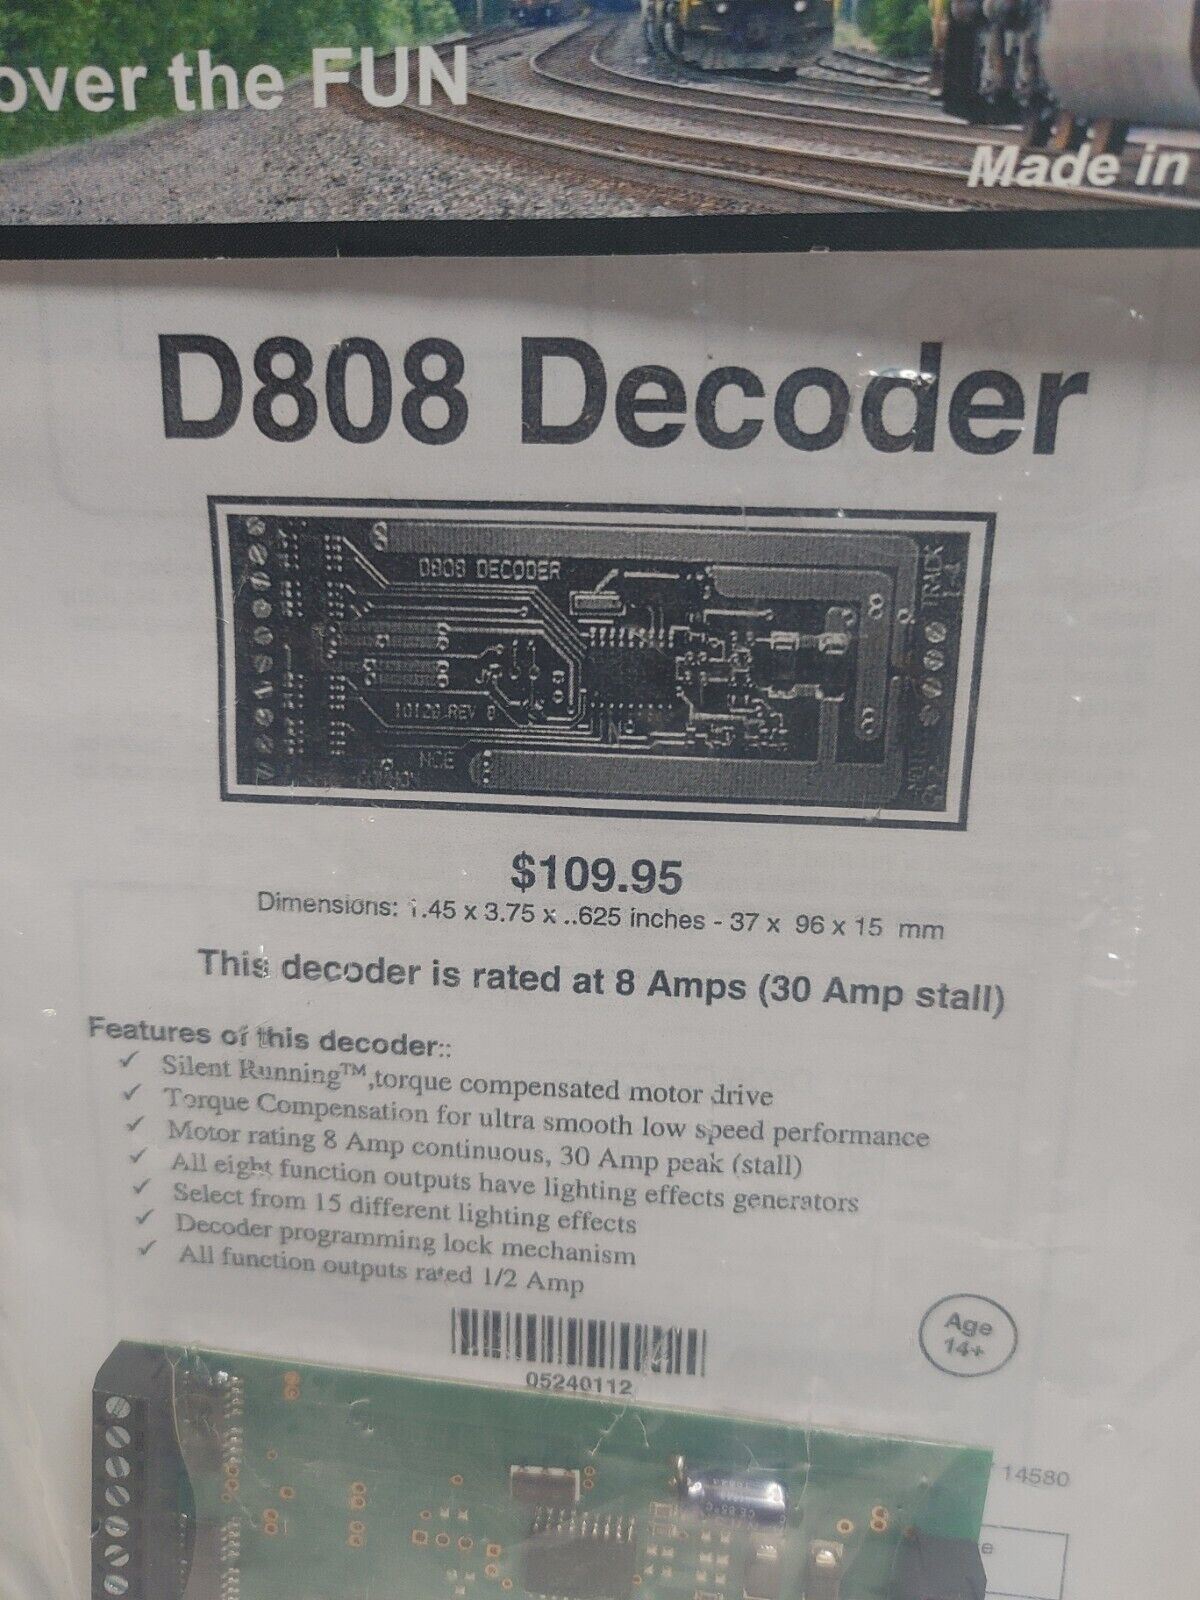 over the FUN
Made in
D808 Decoder
D808 DECODER
TRACK
10120 REV B
NCE
$109.95
Dimensions: 1.45 x 3.75 x ..625 inches - 37 x 96 x 15 mm
This decoder is rated at 8 Amps (30 Amp stall)
Features of this decoder::
✓ Silent Running™,torque compensated motor drive
✓ Torque Compensation for ultra smooth low speed performance
✓ Motor rating 8 Amp continuous, 30 Amp peak (stall)
✓ All eight function outputs have lighting effects generators
✓ Select from 15 different lighting effects
✓ Decoder programming lock mechanism
✓ All function outputs rated 1/2 Amp
05240112
Age
14+
14580